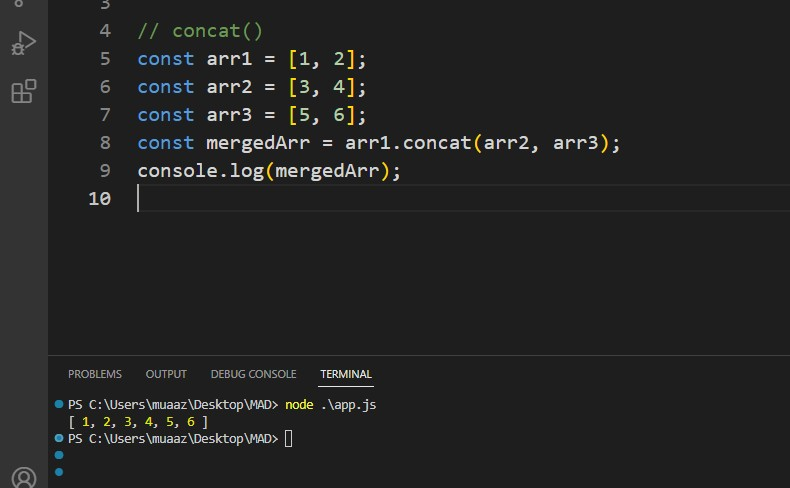 3
4 // concat()
5 const arr1 = [1, 2];
6 const arr2 = [3, 4];
7 const arr3 = [5, 6];
8 const mergedArr = arr1.concat(arr2, arr3);
9 console.log(mergedArr);
10
PROBLEMS OUTPUT DEBUG CONSOLE TERMINAL
PS C:\Users\muaaz\Desktop\MAD> node .\app.js
[ 1, 2, 3, 4, 5, 6 ]
PS C:\Users\muaaz\Desktop\MAD>